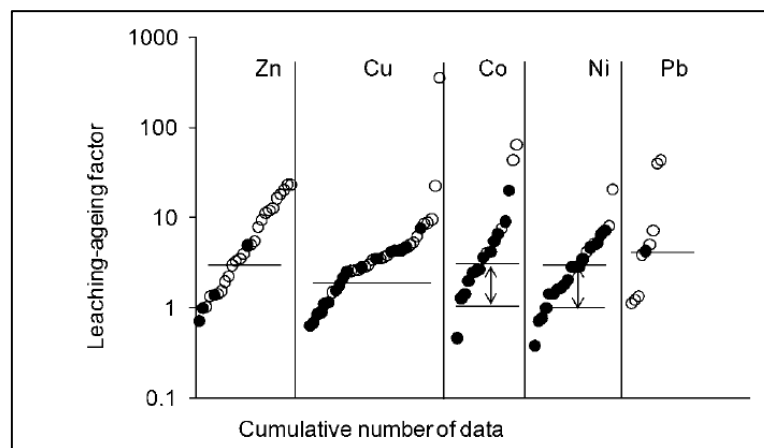 1000
Zn Cu Co Ni Pb
100
10
1
0.1
Leaching-ageing factor
Cumulative number of data